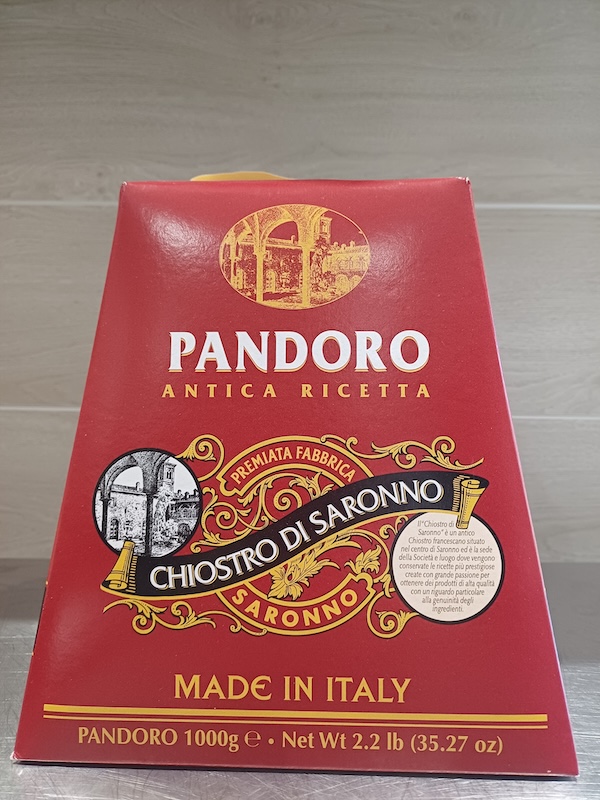 PANDORO
ANTICA RICETTA
PREMIATA FABBRICA
CHIOSTRO DI SARONNO
SARONNO
Il "Chiostro di
Saronno" è un antico
Chiostro francescano situato
nel centro di Saronno ed è la sede
della Società e luogo dove vengono
conservate le ricette più prestigiose
create con grande passione per
ottenere dei prodotti di alta qualità
con un riguardo particolare
alla genuinità degli
ingredienti.
MADE IN ITALY
PANDORO 1000g ℮ • Net Wt 2.2 lb (35.27 oz)